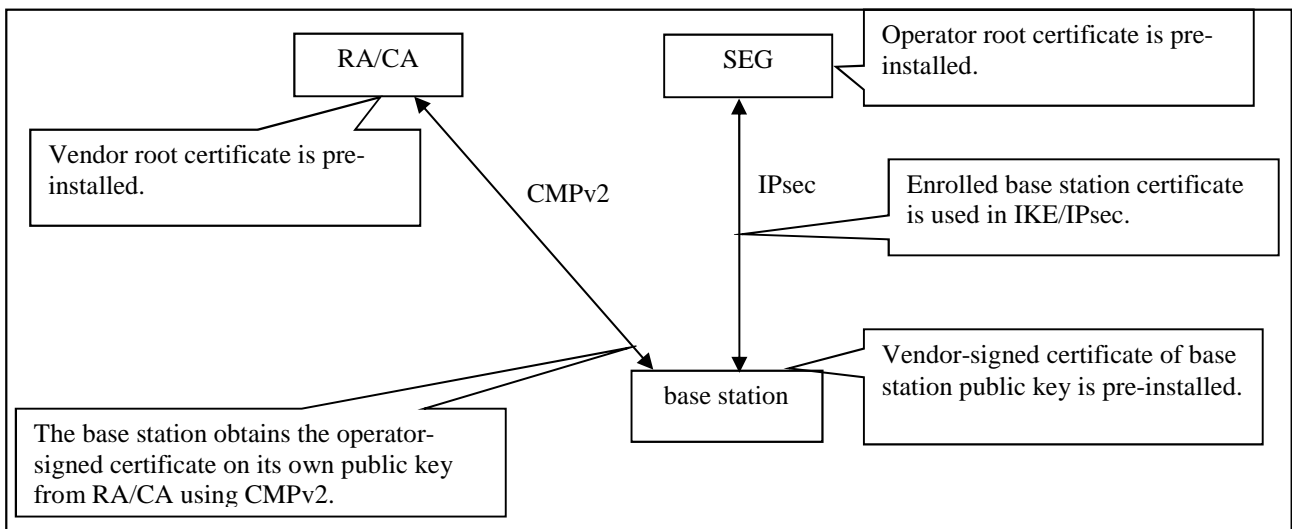 RA/CA
SEG
Operator root certificate is pre-
installed.
Vendor root certificate is pre-
installed.
CMPv2
IPsec
Enrolled base station certificate
is used in IKE/IPsec.
Vendor-signed certificate of base
station public key is pre-installed.
base station
The base station obtains the operator-
signed certificate on its own public key
from RA/CA using CMPv2.